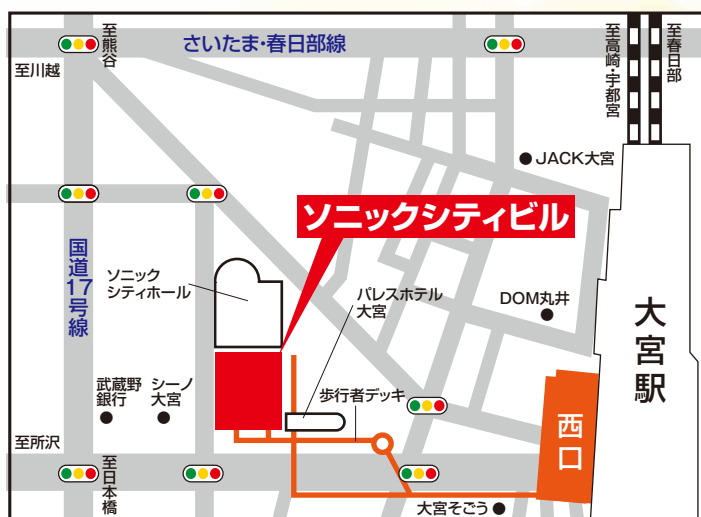 さいたま・春日部線
至熊谷
至川越
至高崎・宇都宮
至春日部
JACK大宮
ソニックシティビル
国道17号線
ソニック
シティホール
パレスホテル
大宮
DOM丸井
大宮駅
武蔵野
銀行
シーノ
大宮
歩行者デッキ
西口
至所沢
至日本橋
大宮そごう